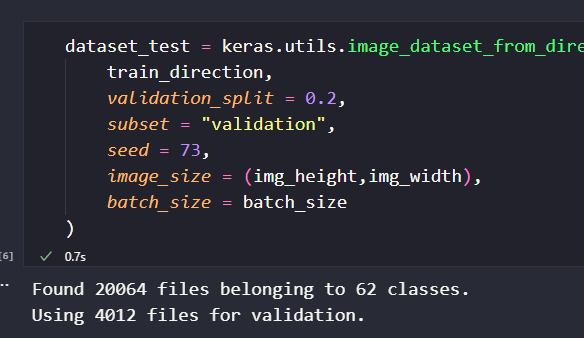 dataset_test = keras.utils.image_dataset_from_dire
train_direction,
validation_split = 0.2,
subset = "validation",
seed = 73,
image_size = (img_height,img_width),
batch_size = batch_size
)
[6] 0.7s
Found 20064 files belonging to 62 classes.
Using 4012 files for validation.